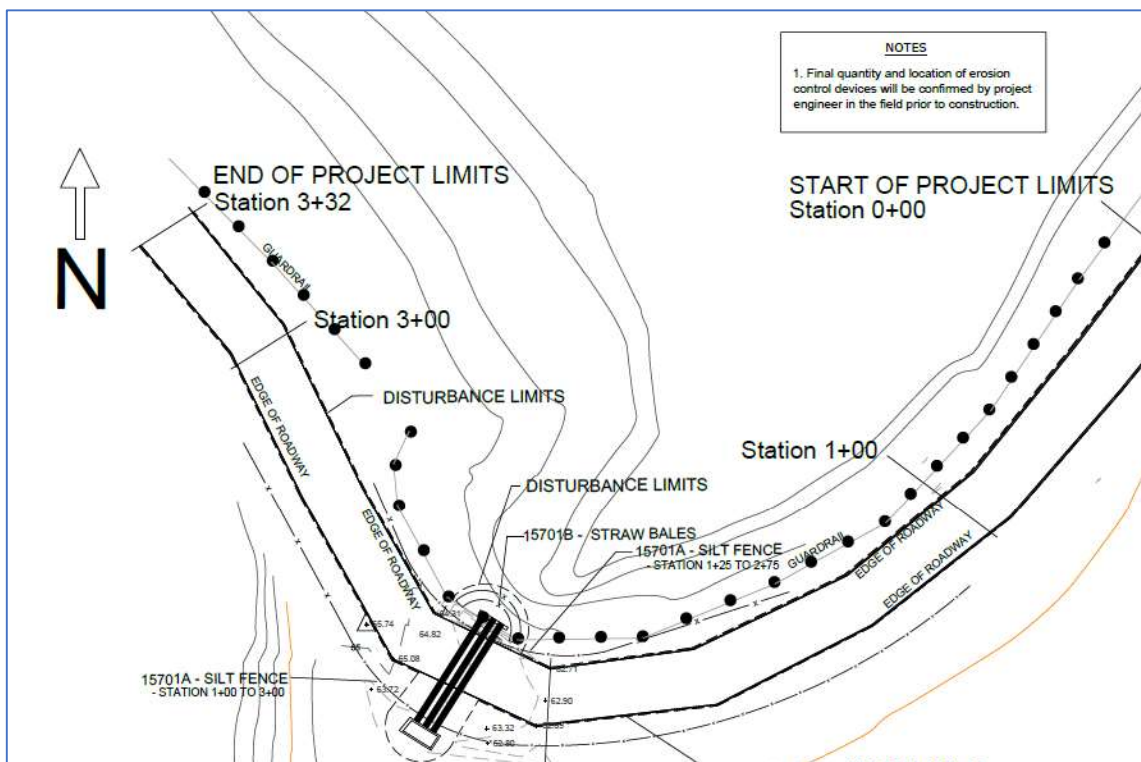 NOTES
1. Final quantity and location of erosion
control devices will be confirmed by project
engineer in the field prior to construction.
END OF PROJECT LIMITS
Station 3+32
START OF PROJECT LIMITS
Station 0+00
N
GUARDRAIL
Station 3+00
DISTURBANCE LIMITS
EDGE OF ROADWAY
Station 1+00
DISTURBANCE LIMITS
EDGE OF ROADWAY
15701B - STRAW BALES
15701A - SILT FENCE
- STATION 1+25 TO 2+75
GUARDRAIL
EDGE OF ROADWAY
EDGE OF ROADWAY
65.74
64.82
65.08
15701A - SILT FENCE
- STATION 1+00 TO 3+00
63.72
62.90
63.32
62.80